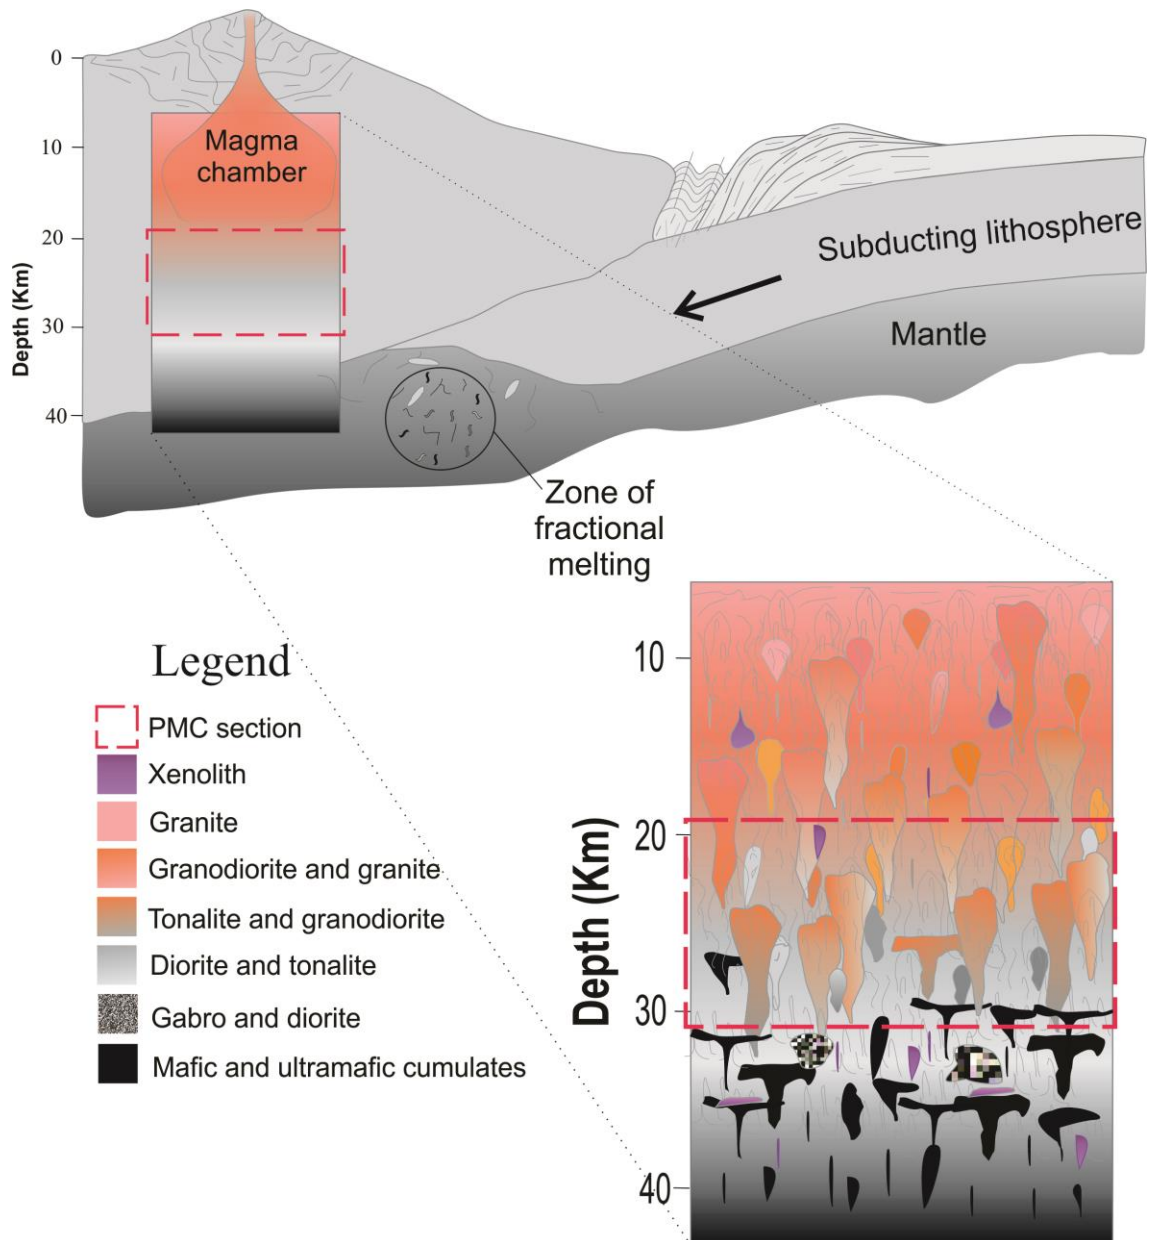 0
10
20
30
40
Depth (Km)
Magma
chamber
Subducting lithosphere
Mantle
Zone of
fractional
melting
Legend
PMC section
Xenolith
Granite
Granodiorite and granite
Tonalite and granodiorite
Diorite and tonalite
Gabro and diorite
Mafic and ultramafic cumulates
10
20
30
40
Depth (Km)